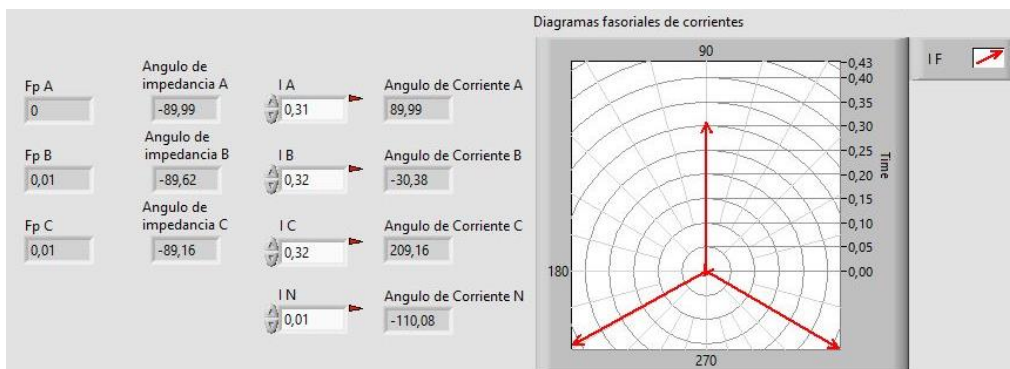 Diagramas fasoriales de corrientes
Fp A
0
Angulo de
impedancia A
-89,99
I A
0,31
Angulo de Corriente A
89,99
Fp B
0,01
Angulo de
impedancia B
-89,62
I B
0,32
Angulo de Corriente B
-30,38
Fp C
0,01
Angulo de
impedancia C
-89,16
I C
0,32
Angulo de Corriente C
209,16
I N
0,01
Angulo de Corriente N
-110,08
90
180
270
0,43
0,40
0,35
0,30
0,25
0,20
0,15
0,10
0,05
0,00
Time
I F